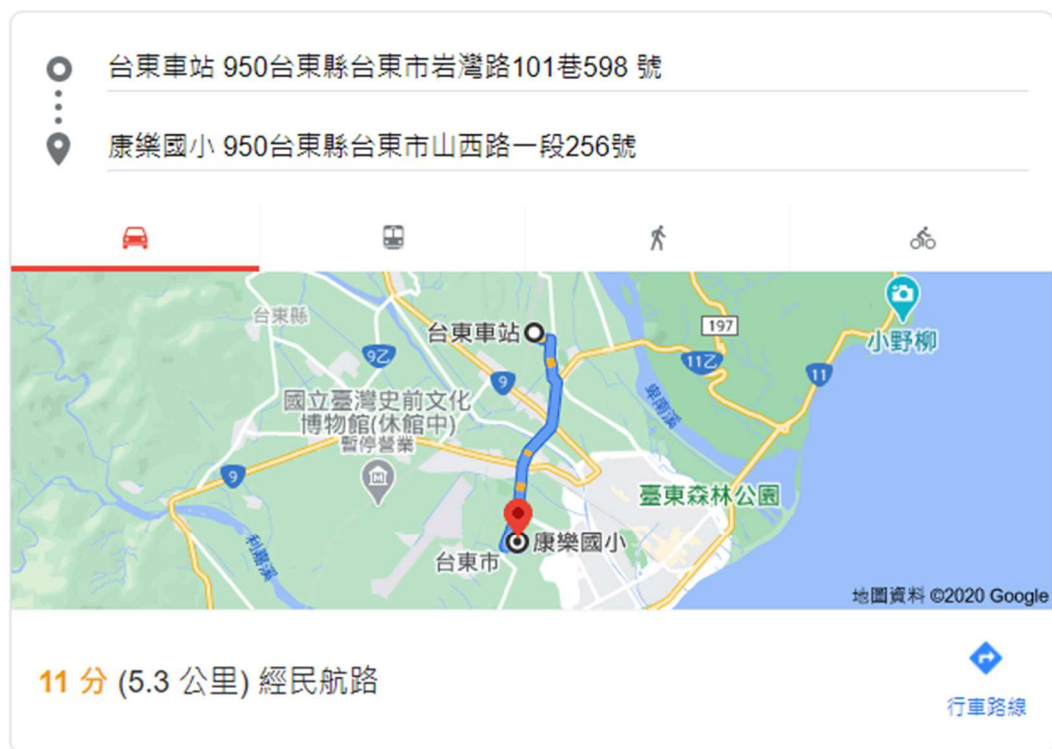 台東車站 950台東縣台東市岩灣路101巷598 號
康樂國小 950台東縣台東市山西路一段256號
台東縣
台東車站
197
小野柳
9乙
11乙
11
9
卑南溪
國立臺灣史前文化
博物館(休館中)
暫停營業
9
臺東森林公園
康樂國小
台東市
利嘉溪
地圖資料 ©2020 Google
11 分 (5.3 公里) 經民航路
行車路線